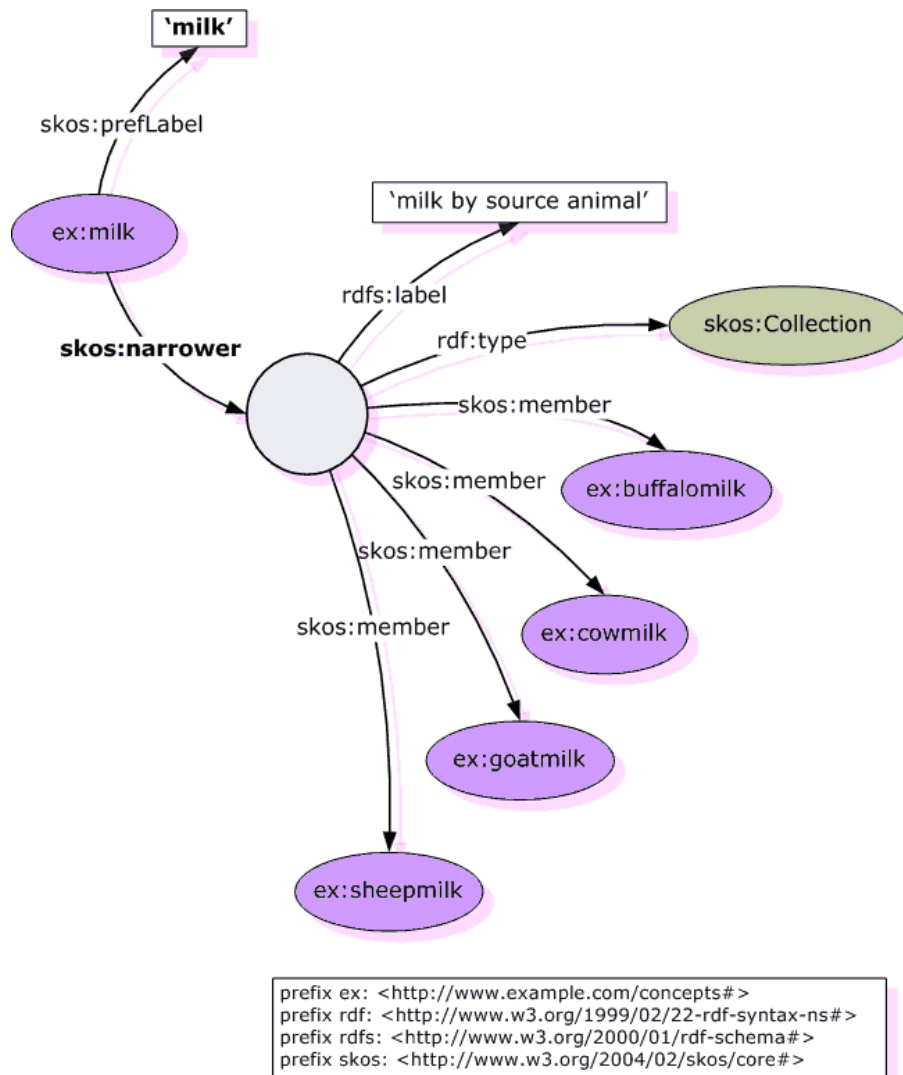 ‘milk’
skos:prefLabel
ex:milk
‘milk by source animal’
rdfs:label
skos:Collection
rdf:type
skos:narrower
skos:member
ex:buffalomilk
skos:member
skos:member
ex:cowmilk
skos:member
ex:goatmilk
ex:sheepmilk
prefix ex: <http://www.example.com/concepts#>
prefix rdf: <http://www.w3.org/1999/02/22-rdf-syntax-ns#>
prefix rdfs: <http://www.w3.org/2000/01/rdf-schema#>
prefix skos: <http://www.w3.org/2004/02/skos/core#>